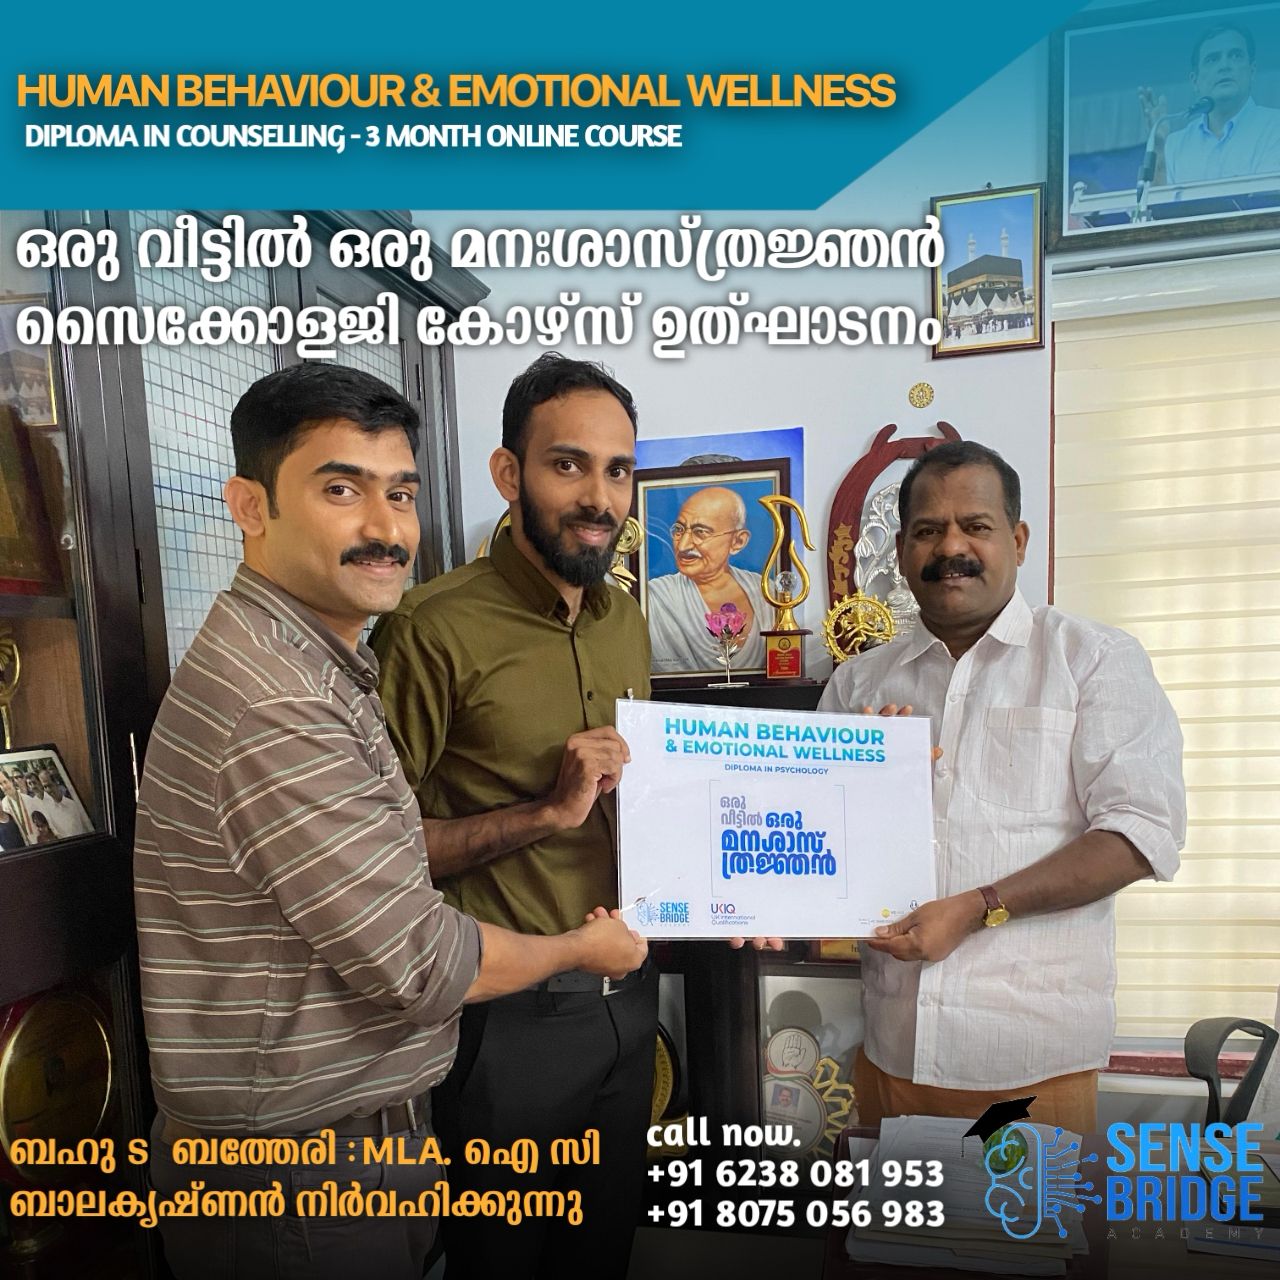 HUMAN BEHAVIOUR & EMOTIONAL WELLNESS
DIPLOMA IN COUNSELLING - 3 MONTH ONLINE COURSE
ഒരു വീട്ടിൽ ഒരു മനഃശാസ്ത്രജ്ഞൻ
സൈക്കോളജി കോഴ്സ് ഉത്ഘാടനം
HUMAN BEHAVIOUR
& EMOTIONAL WELLNESS
DIPLOMA IN PSYCHOLOGY
ഒരു
വീട്ടിൽ ഒരു
മനശാസ്
ത്രജ്ഞൻ
SENSE
BRIDGE
ACADEMY
UKIQ
UK International
Qualifications
ബഹു ട ബത്തേരി : MLA. ഐ സി
ബാലകൃഷ്ണൻ നിർവഹിക്കുന്നു
call now.
+91 6238 081 953
+91 8075 056 983
SENSE
BRIDGE
ACADEMY